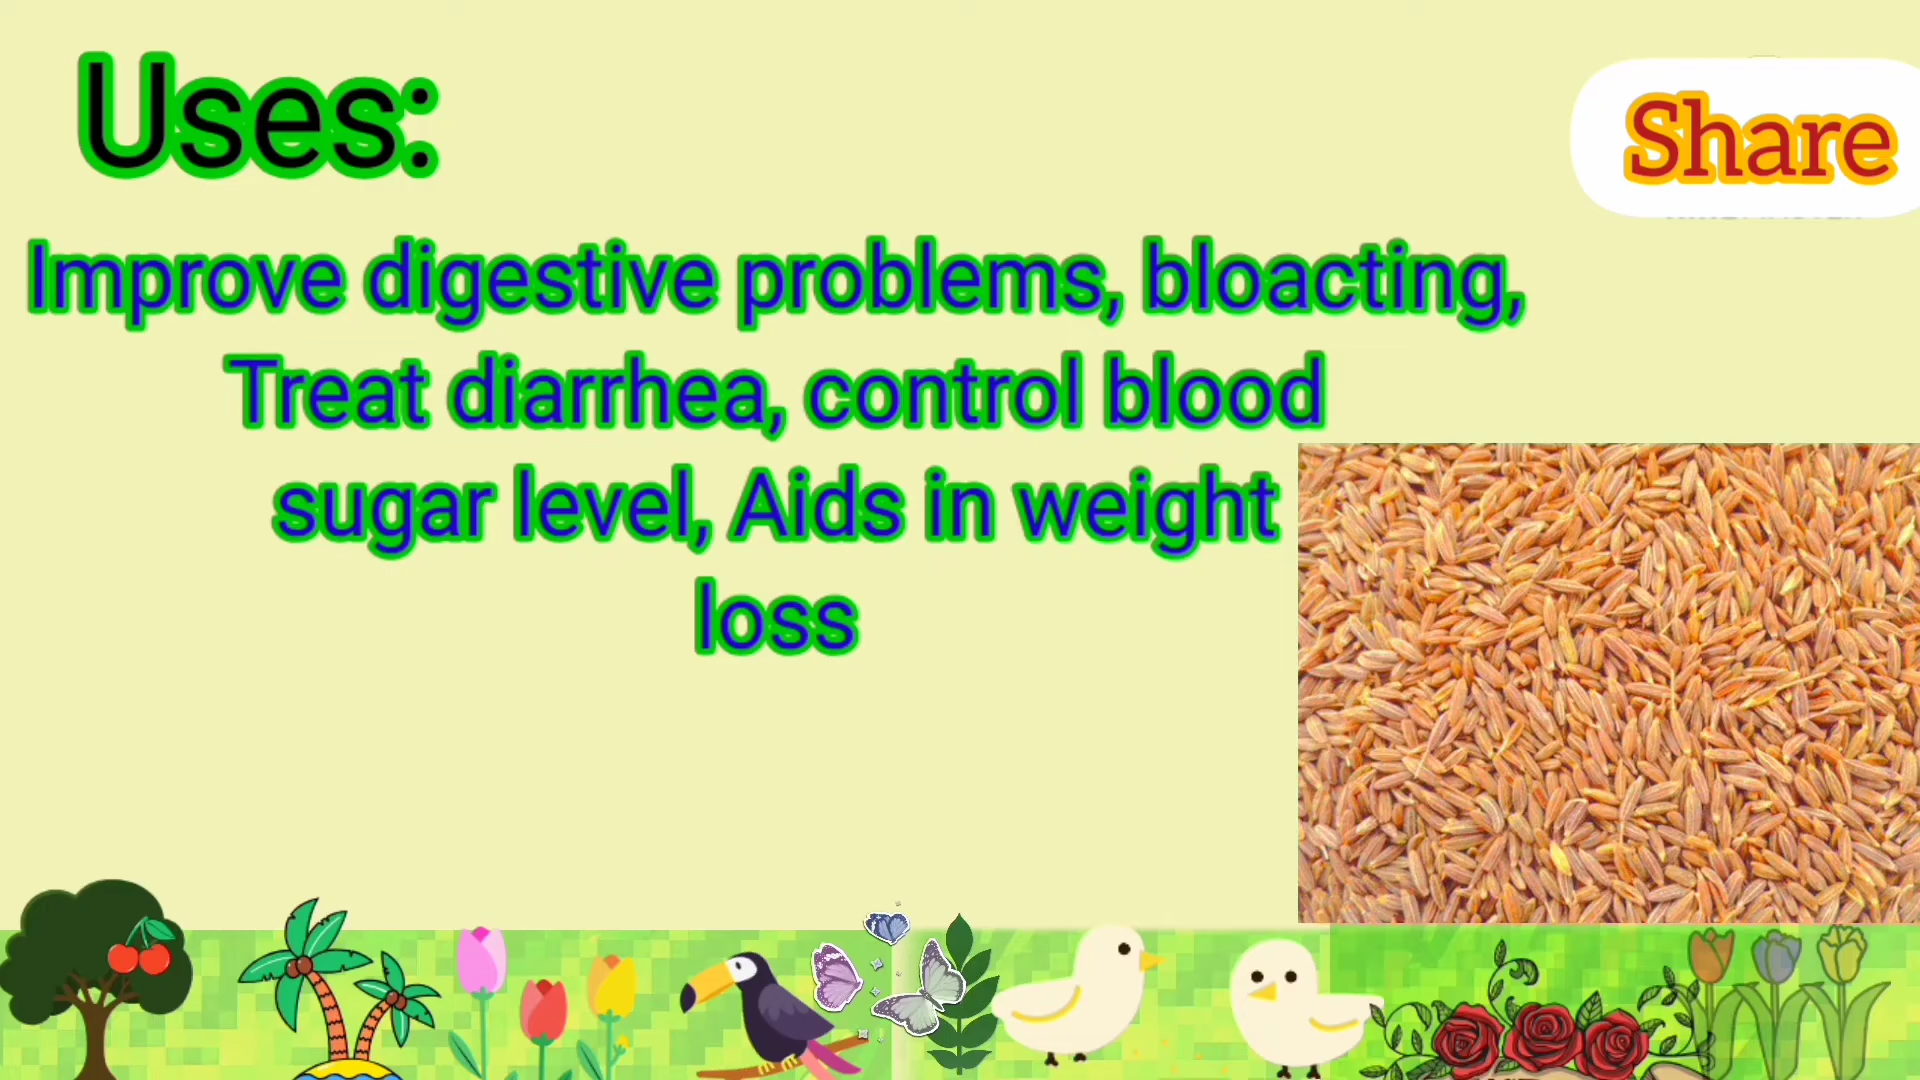 Uses:
Share
Improve digestive problems, bloacting,
Treat diarrhea, control blood
sugar level, Aids in weight
loss